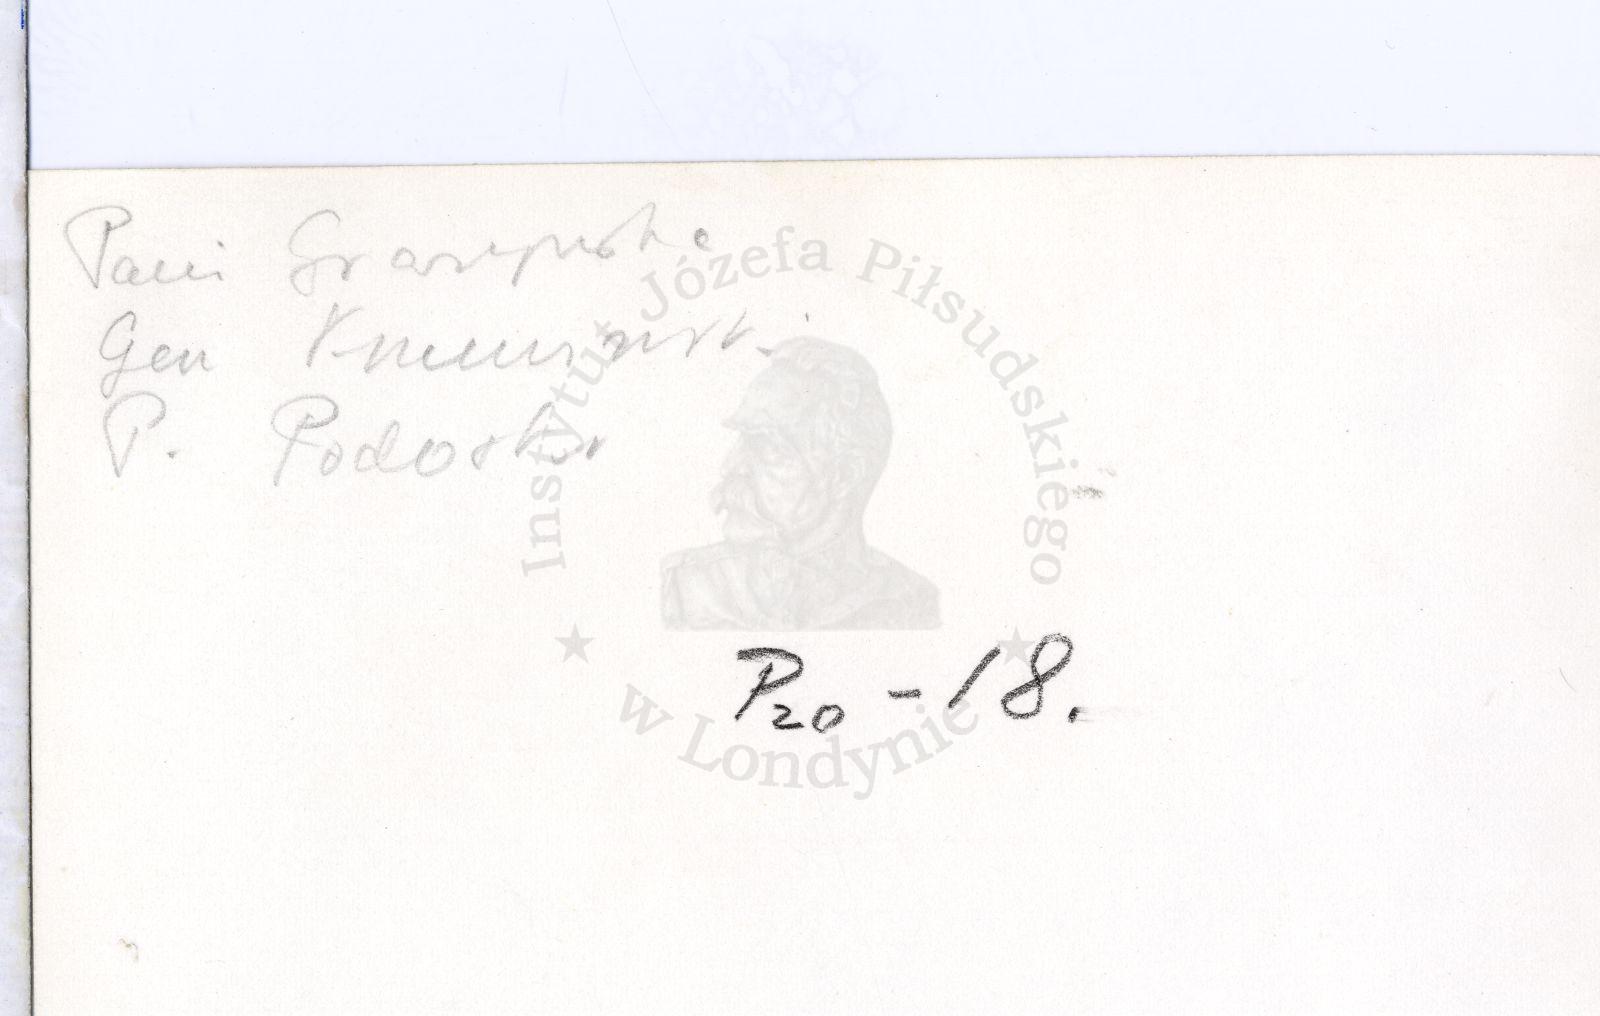 Pani
Gen
P. Podoski
Instytut Józefa Piłsudskiego
w Londynie
P20 - 18.